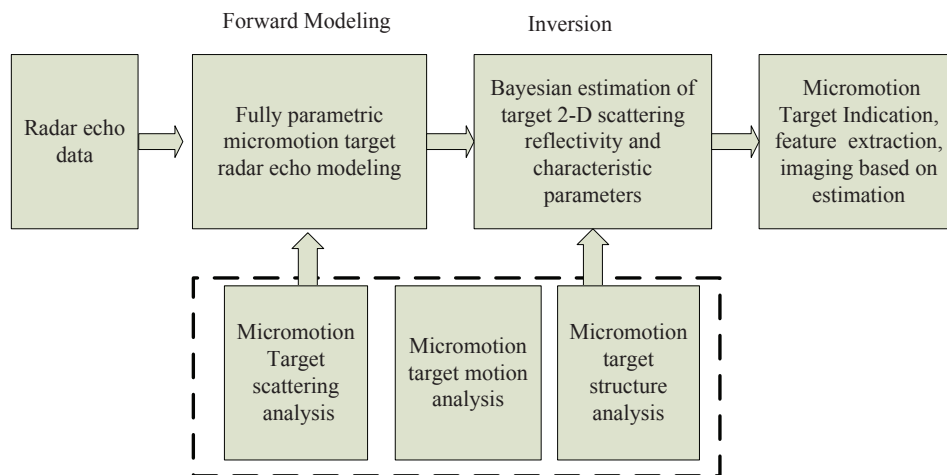 Forward Modeling
Inversion
Radar echo
data
Fully parametric
micromotion target
radar echo modeling
Bayesian estimation of
target 2-D scattering
reflectivity and
characteristic
parameters
Micromotion
Target Indication,
feature extraction,
imaging based on
estimation
Micromotion
Target
scattering
analysis
Micromotion
target motion
analysis
Micromotion
target
structure
analysis